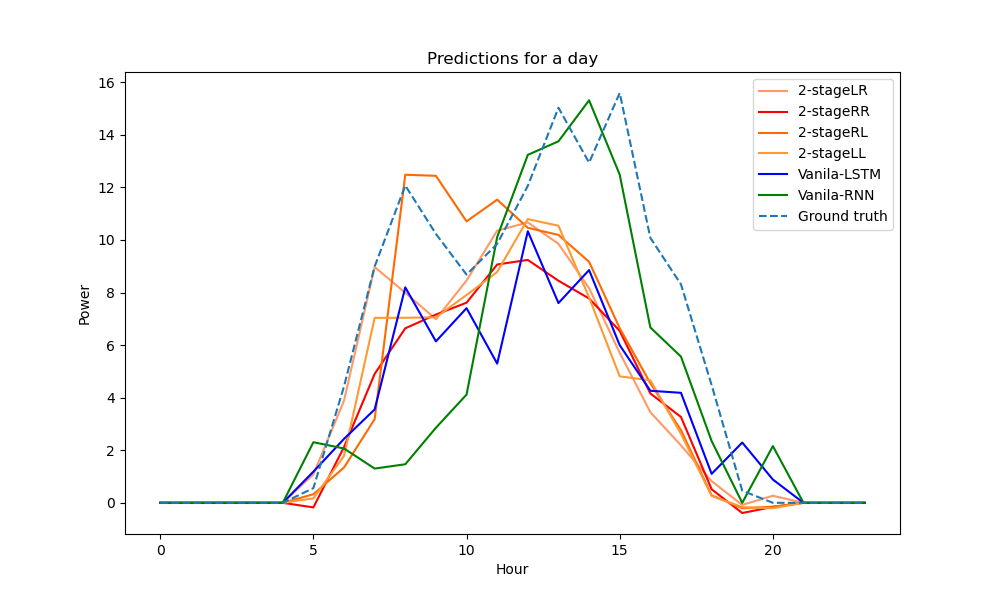 Predictions for a day
16
14
12
10
8
6
4
2
0
Power
0 5 10 15 20
Hour
2-stageLR
2-stageRR
2-stageRL
2-stageLL
Vanila-LSTM
Vanila-RNN
Ground truth